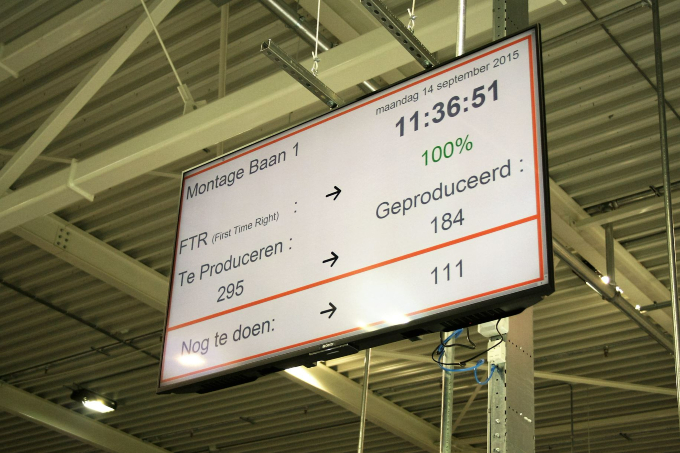 maandag 14 september 2015
Montage Baan 1
11:36:51
FTR (First Time Right) : → 100%
Te Produceren : → Geproduceerd :
295 184
Nog te doen: → 111
SONY